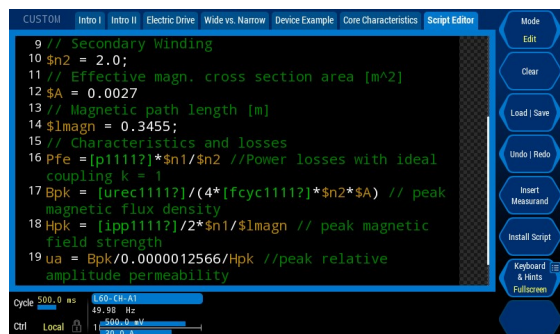 CUSTOM Intro I Intro II Electric Drive Wide vs. Narrow Device Example Core Characteristics Script Editor
9 // Secondary Winding
10 $n2 = 2.0;
11 // Effective magn. cross section area [m^2]
12 $A = 0.0027
13 // Magnetic path length [m]
14 $lmagn = 0.3455;
15 // Characteristics and losses
16 Pfe =[p1111?]*$n1/$n2 //Power losses with ideal
coupling k = 1
17 Bpk = [urec1111?]/(4*[fcyc1111?]*$n2*$A) // peak
magnetic flux density
18 Hpk = [ipp1111?]/2*$n1/$lmagn // peak magnetic
field strength
19 ua = Bpk/0.0000012566/Hpk //peak relative
amplitude permeability
Mode
Edit
Clear
Load | Save
Undo | Redo
Insert
Measurand
Install Script
Keyboard
& Hints
Fullscreen
Cycle 500.0 ms L60-CH-A1
49.98 Hz
Ctrl Local 1 500.0 mV
30.0 A